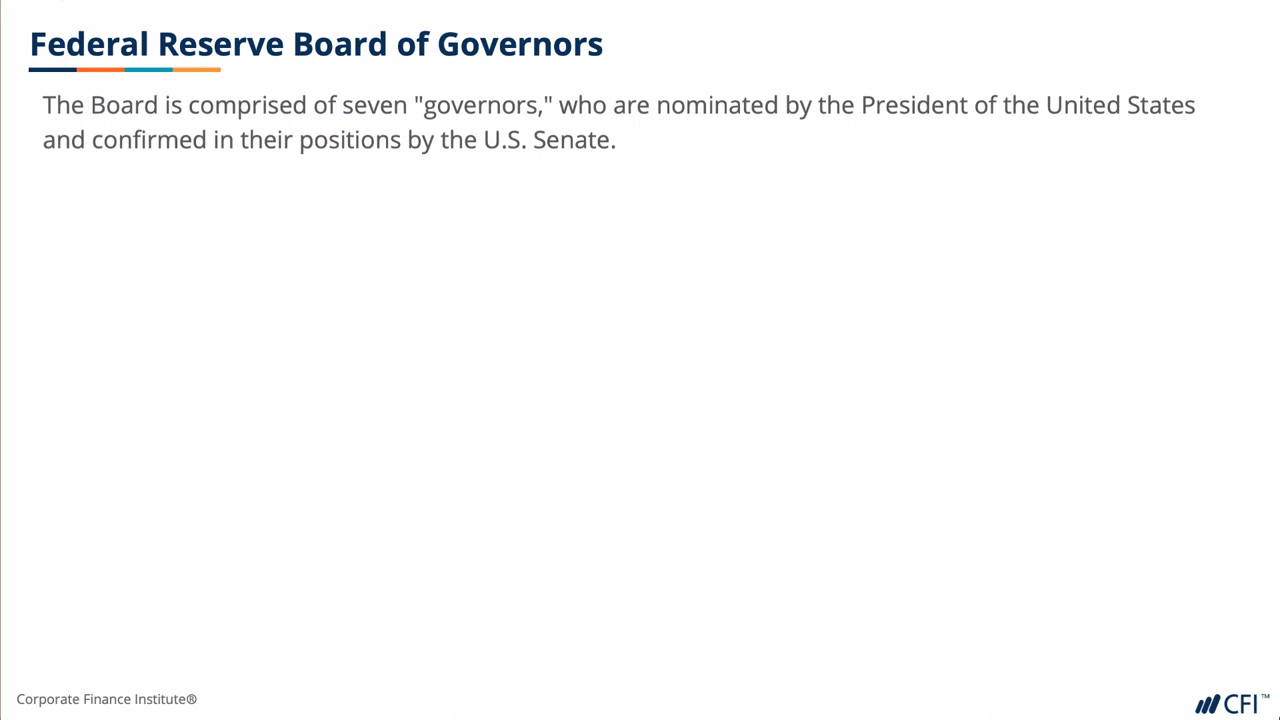 Federal Reserve Board of Governors
The Board is comprised of seven "governors," who are nominated by the President of the United States
and confirmed in their positions by the U.S. Senate.
Corporate Finance Institute®
CFI™